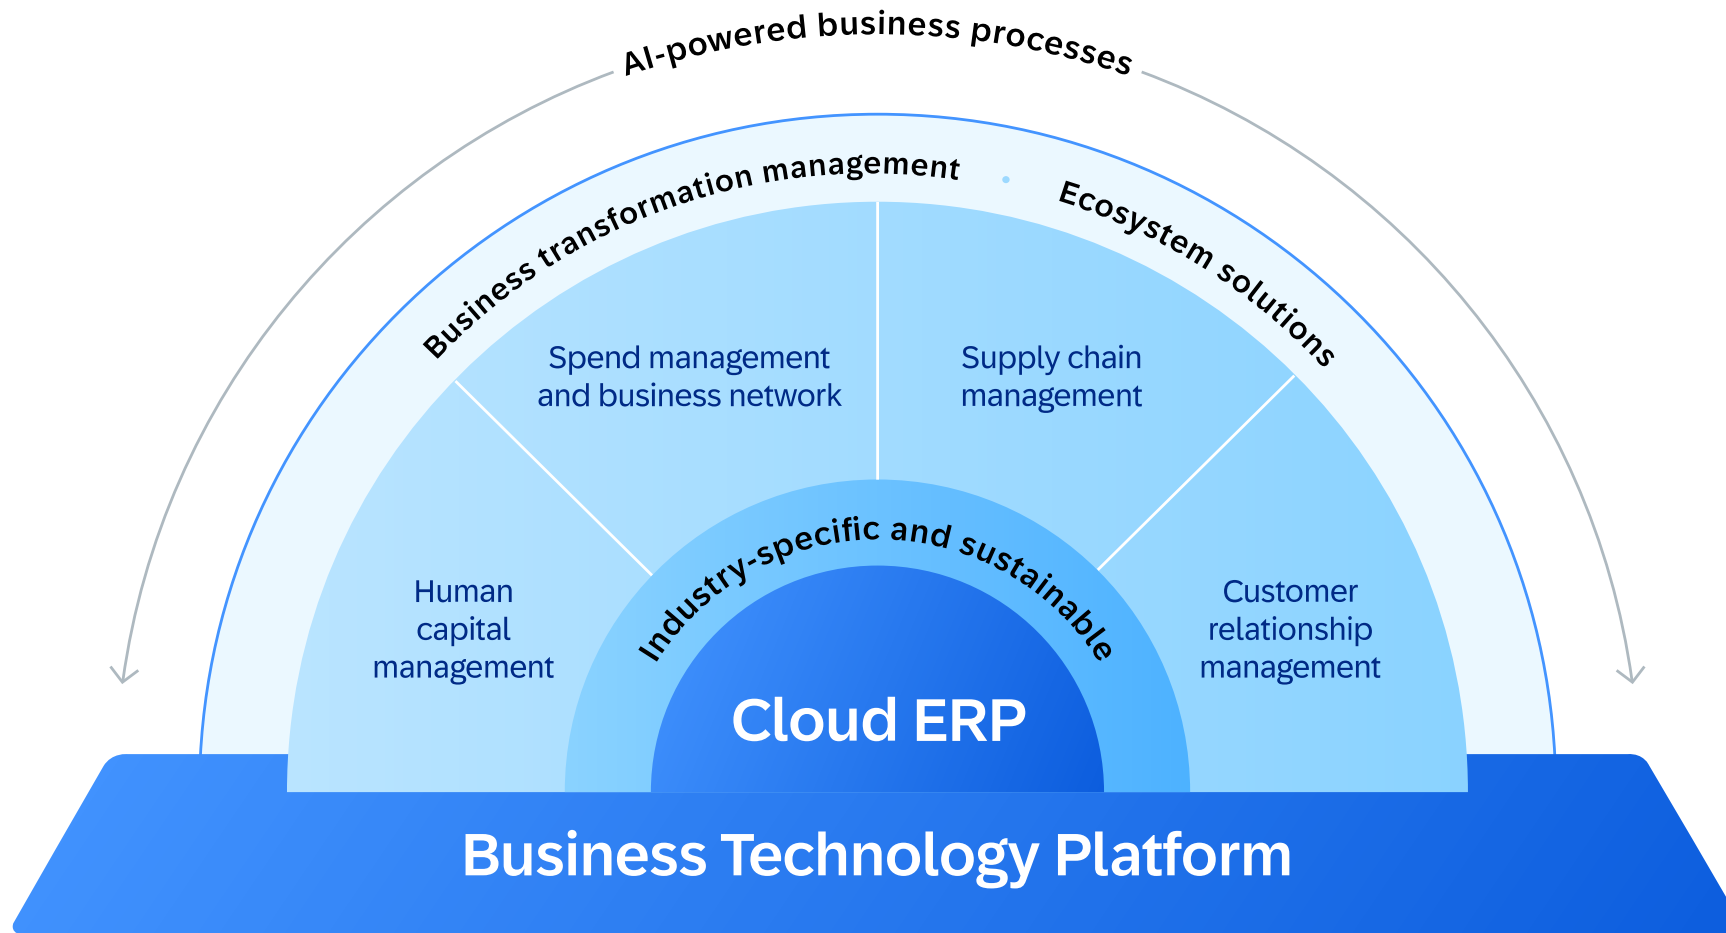 AI-powered business processes
Business transformation management · Ecosystem solutions
Spend management
and business network
Supply chain
management
Human
capital
management
Customer
relationship
management
Industry-specific and sustainable
Cloud ERP
Business Technology Platform